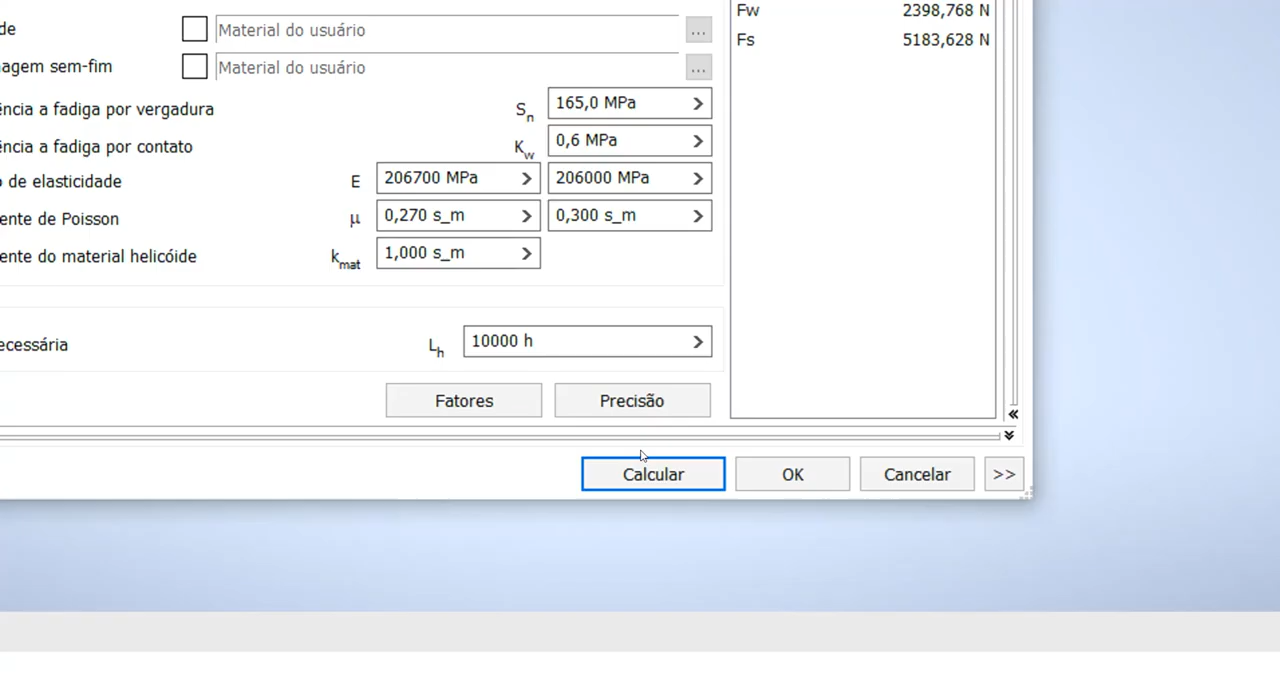 de Material do usuário ... Fw 2398,768 N
agem sem-fim Material do usuário ... Fs 5183,628 N
ência a fadiga por vergadura Sn 165,0 MPa
ência a fadiga por contato Kw 0,6 MPa
o de elasticidade E 206700 MPa 206000 MPa
ente de Poisson μ 0,270 s_m 0,300 s_m
ente do material helicóide kmat 1,000 s_m
ecessária Lh 10000 h
Fatores Precisão
Calcular OK Cancelar >>